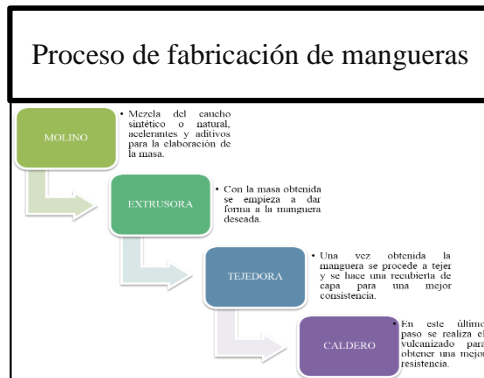 Proceso de fabricación de mangueras
MOLINO
• Mezcla del caucho
sintético o natural,
acelerantes y aditivos
para la elaboración de
la masa.
EXTRUSORA
• Con la masa obtenida
se empieza a dar
forma a la manguera
deseada.
TEJEDORA
• Una vez obtenida la
manguera se procede a tejer
y se hace una recubierta de
capa para una mejor
consistencia.
CALDERO
• En este último
paso se realiza el
vulcanizado para
obtener una mejor
resistencia.